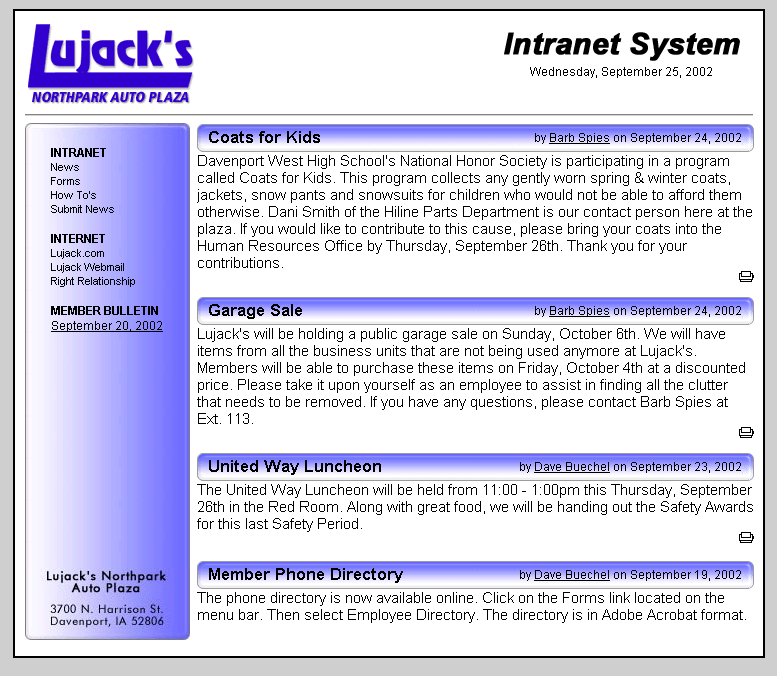 Lujack's
NORTHPARK AUTO PLAZA
Intranet System
Wednesday, September 25, 2002
INTRANET
News
Forms
How To's
Submit News
INTERNET
Lujack.com
Lujack Webmail
Right Relationship
MEMBER BULLETIN
September 20, 2002
Lujack's Northpark
Auto Plaza
3700 N. Harrison St.
Davenport, IA 52806
Coats for Kids by Barb Spies on September 24, 2002
Davenport West High School's National Honor Society is participating in a program
called Coats for Kids. This program collects any gently worn spring & winter coats,
jackets, snow pants and snowsuits for children who would not be able to afford them
otherwise. Dani Smith of the Hiline Parts Department is our contact person here at the
plaza. If you would like to contribute to this cause, please bring your coats into the
Human Resources Office by Thursday, September 26th. Thank you for your
contributions.
Garage Sale by Barb Spies on September 24, 2002
Lujack's will be holding a public garage sale on Sunday, October 6th. We will have
items from all the business units that are not being used anymore at Lujack's.
Members will be able to purchase these items on Friday, October 4th at a discounted
price. Please take it upon yourself as an employee to assist in finding all the clutter
that needs to be removed. If you have any questions, please contact Barb Spies at
Ext. 113.
United Way Luncheon by Dave Buechel on September 23, 2002
The United Way Luncheon will be held from 11:00 - 1:00pm this Thursday, September
26th in the Red Room. Along with great food, we will be handing out the Safety Awards
for this last Safety Period.
Member Phone Directory by Dave Buechel on September 19, 2002
The phone directory is now available online. Click on the Forms link located on the
menu bar. Then select Employee Directory. The directory is in Adobe Acrobat format.